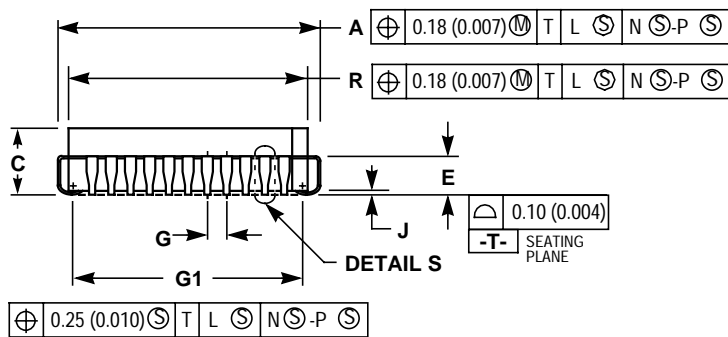 A ⌖ 0.18 (0.007) Ⓜ T L Ⓢ N Ⓢ-P Ⓢ
R ⌖ 0.18 (0.007) Ⓜ T L Ⓢ N Ⓢ-P Ⓢ
C
E
⌓ 0.10 (0.004)
J
G
-T- SEATING
PLANE
DETAIL S
G1
⌖ 0.25 (0.010) Ⓢ T L Ⓢ N Ⓢ-P Ⓢ